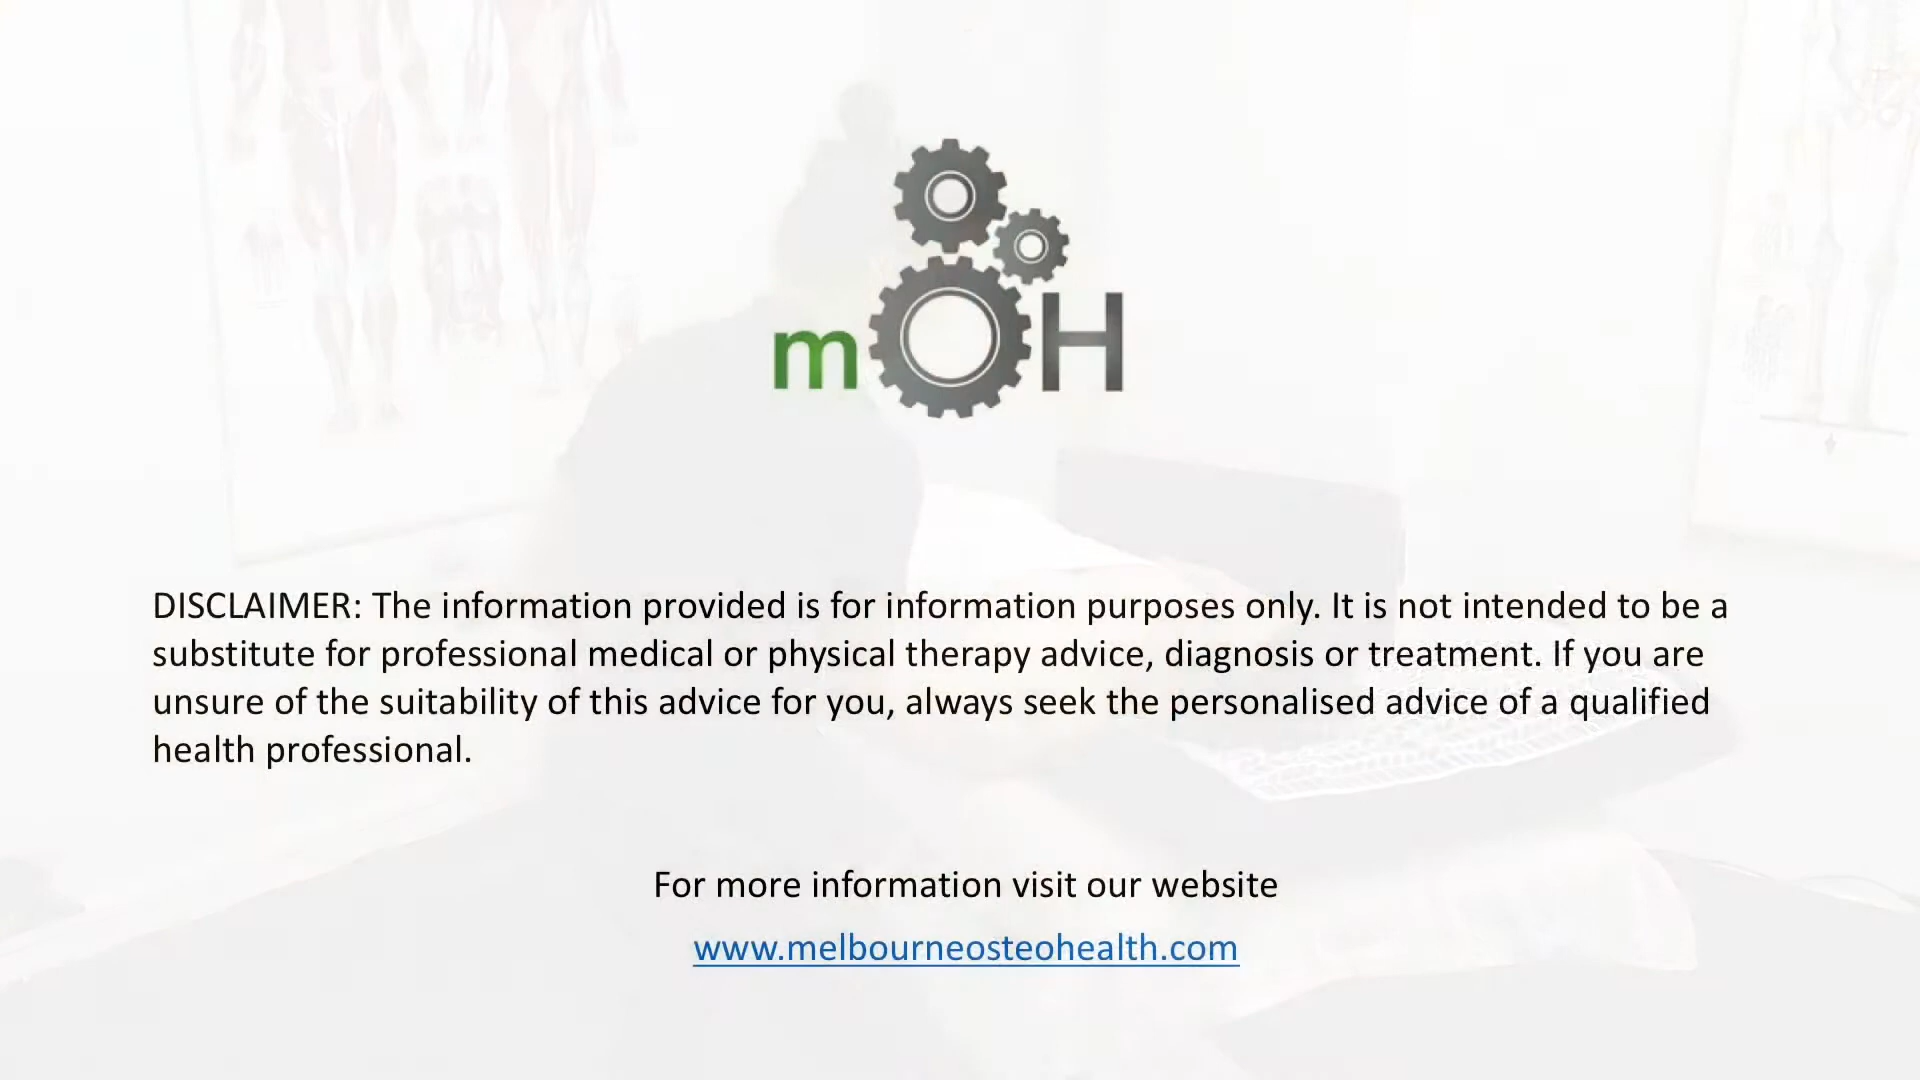 mOH
DISCLAIMER: The information provided is for information purposes only. It is not intended to be a
substitute for professional medical or physical therapy advice, diagnosis or treatment. If you are
unsure of the suitability of this advice for you, always seek the personalised advice of a qualified
health professional.
For more information visit our website
www.melbourneosteohealth.com